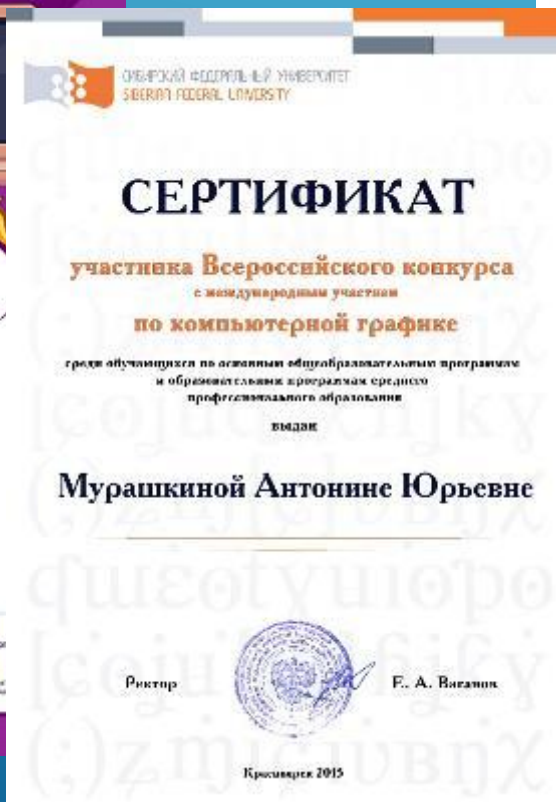 СИБИРСКИЙ ФЕДЕРАЛЬНЫЙ УНИВЕРСИТЕТ
SIBERIAN FEDERAL UNIVERSITY
СЕРТИФИКАТ
участника Всероссийского конкурса
с международным участием
по компьютерной графике
среди обучающихся по основным общеобразовательным программам
и образовательным программам среднего
профессионального образования
выдан
Мурашкиной Антонине Юрьевне
Ректор
Е. А. Ваганов
Красноярск 2015